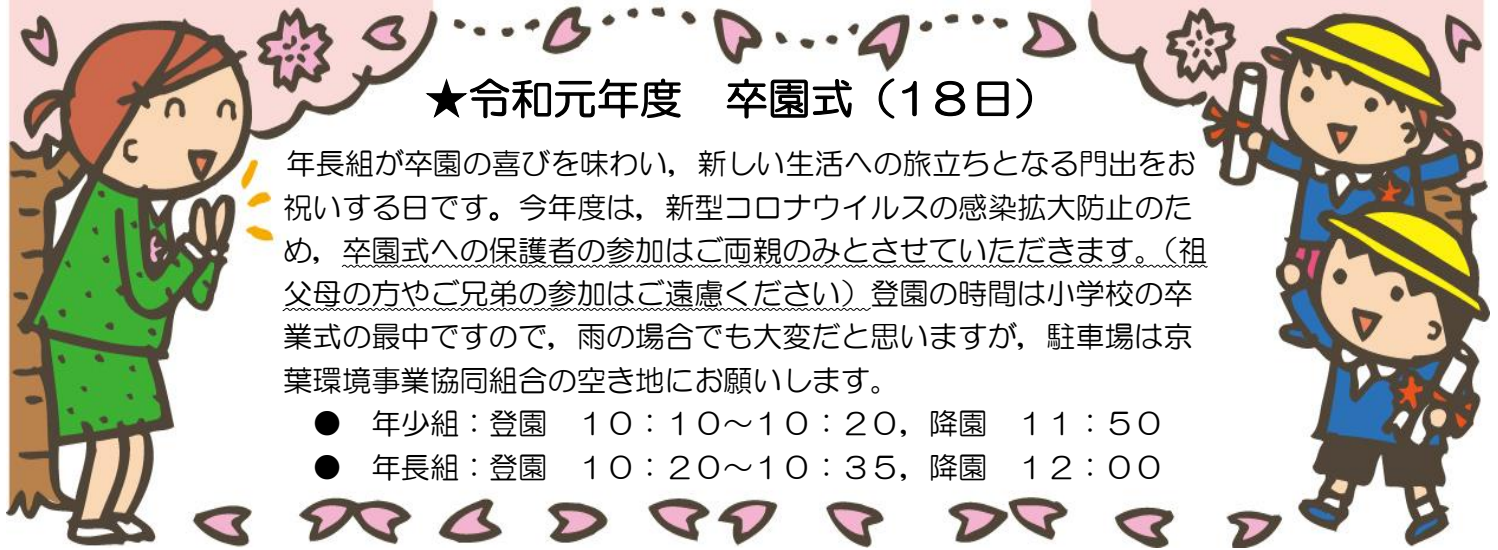 ★令和元年度　卒園式（１８日）
年長組が卒園の喜びを味わい，新しい生活への旅立ちとなる門出をお
祝いする日です。今年度は，新型コロナウイルスの感染拡大防止のた
め，卒園式への保護者の参加はご両親のみとさせていただきます。（祖
父母の方やご兄弟の参加はご遠慮ください）登園の時間は小学校の卒
業式の最中ですので，雨の場合でも大変だと思いますが，駐車場は京
葉環境事業協同組合の空き地にお願いします。
●　年少組：登園　１０：１０～１０：２０，降園　１１：５０
●　年長組：登園　１０：２０～１０：３５，降園　１２：００